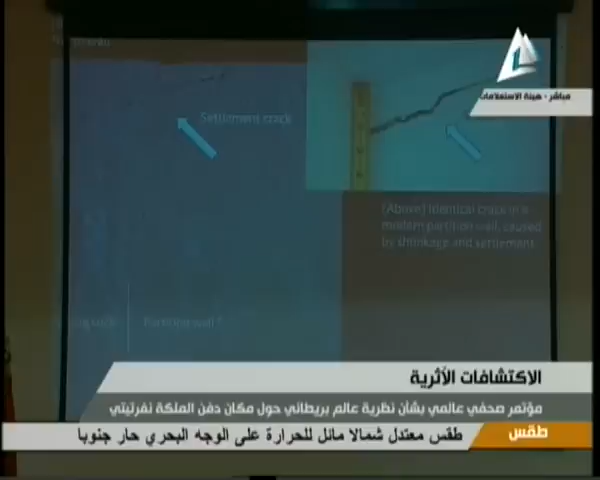 مباشر - هيئة الاستعلامات
Settlement crack
(Above) Identical crack in a
modern partition wall, caused
by shrinkage and settlement
Partition wall?
الاكتشافات الأثرية
مؤتمر صحفي عالمي بشأن نظرية عالم بريطاني حول مكان دفن الملكة نفرتيتي
طقس
طقس معتدل شمالا مائل للحرارة على الوجه البحري حار جنوبا